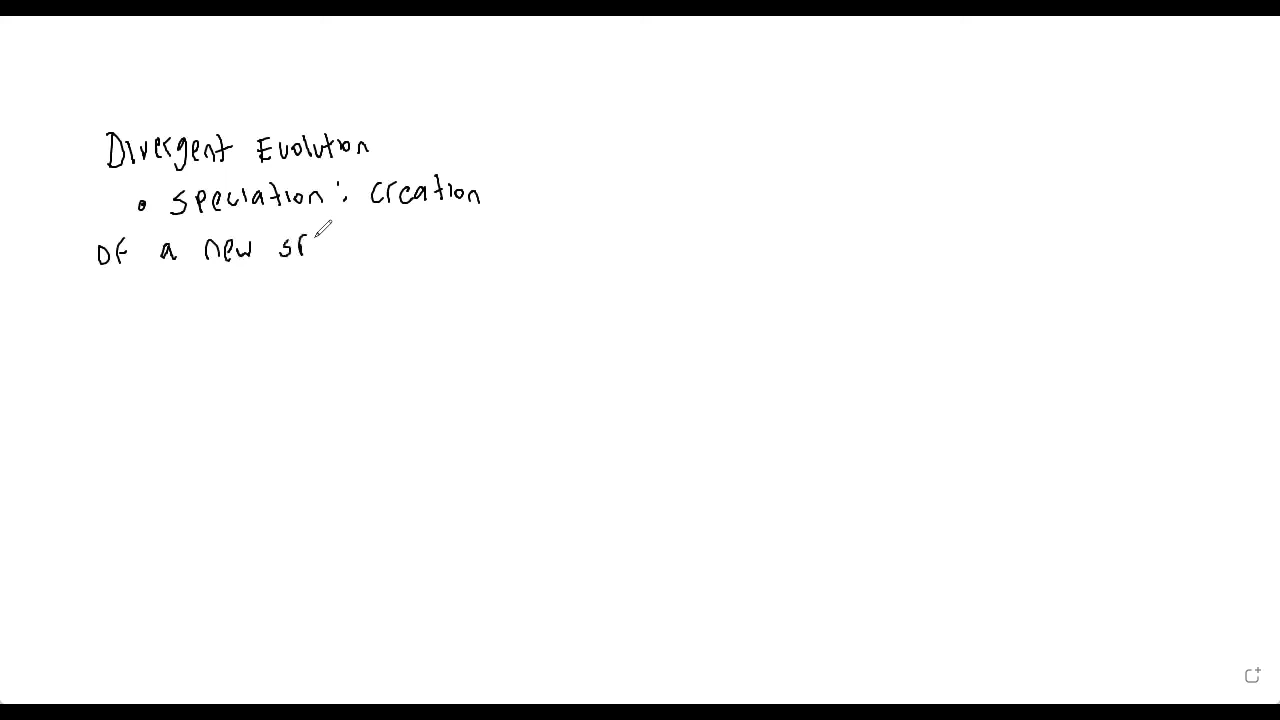 Divergent Evolution
• Speciation: creation
of a new